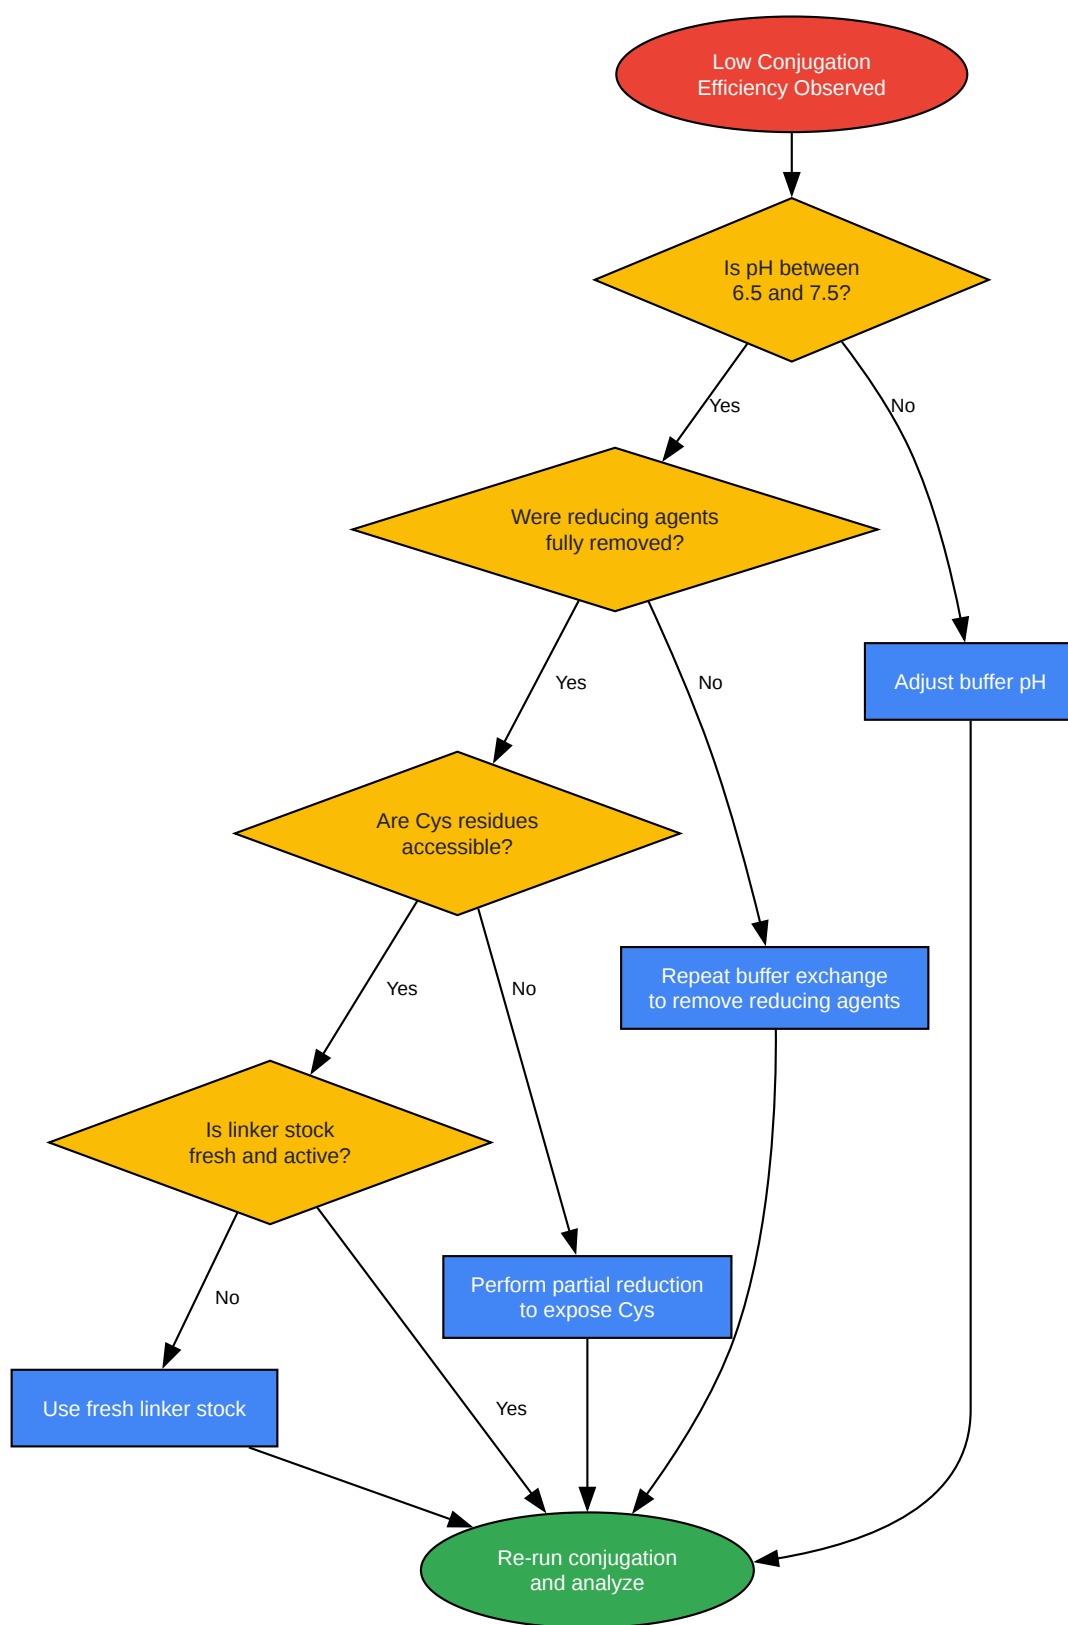 Low Conjugation
Efficiency Observed
Is pH between
6.5 and 7.5?
Yes
No
Were reducing agents
fully removed?
Yes
No
Adjust buffer pH
Are Cys residues
accessible?
Yes
No
Repeat buffer exchange
to remove reducing agents
Is linker stock
fresh and active?
No
Yes
Perform partial reduction
to expose Cys
Use fresh linker stock
Re-run conjugation
and analyze